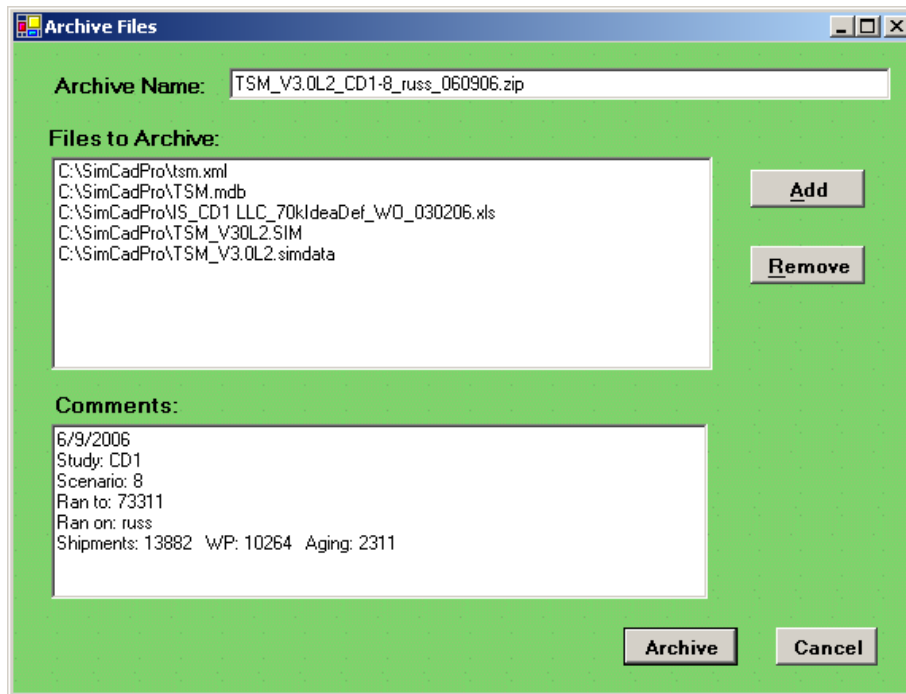 Archive Files
Archive Name: TSM_V3.0L2_CD1-8_russ_060906.zip
Files to Archive:
C:\SimCadPro\tsm.xml
C:\SimCadPro\TSM.mdb
C:\SimCadPro\IS_CD1 LLC_70kIdeaDef_WO_030206.xls
C:\SimCadPro\TSM_V30L2.SIM
C:\SimCadPro\TSM_V3.0L2.simdata
Add
Remove
Comments:
6/9/2006
Study: CD1
Scenario: 8
Ran to: 73311
Ran on: russ
Shipments: 13882 WP: 10264 Aging: 2311
Archive Cancel